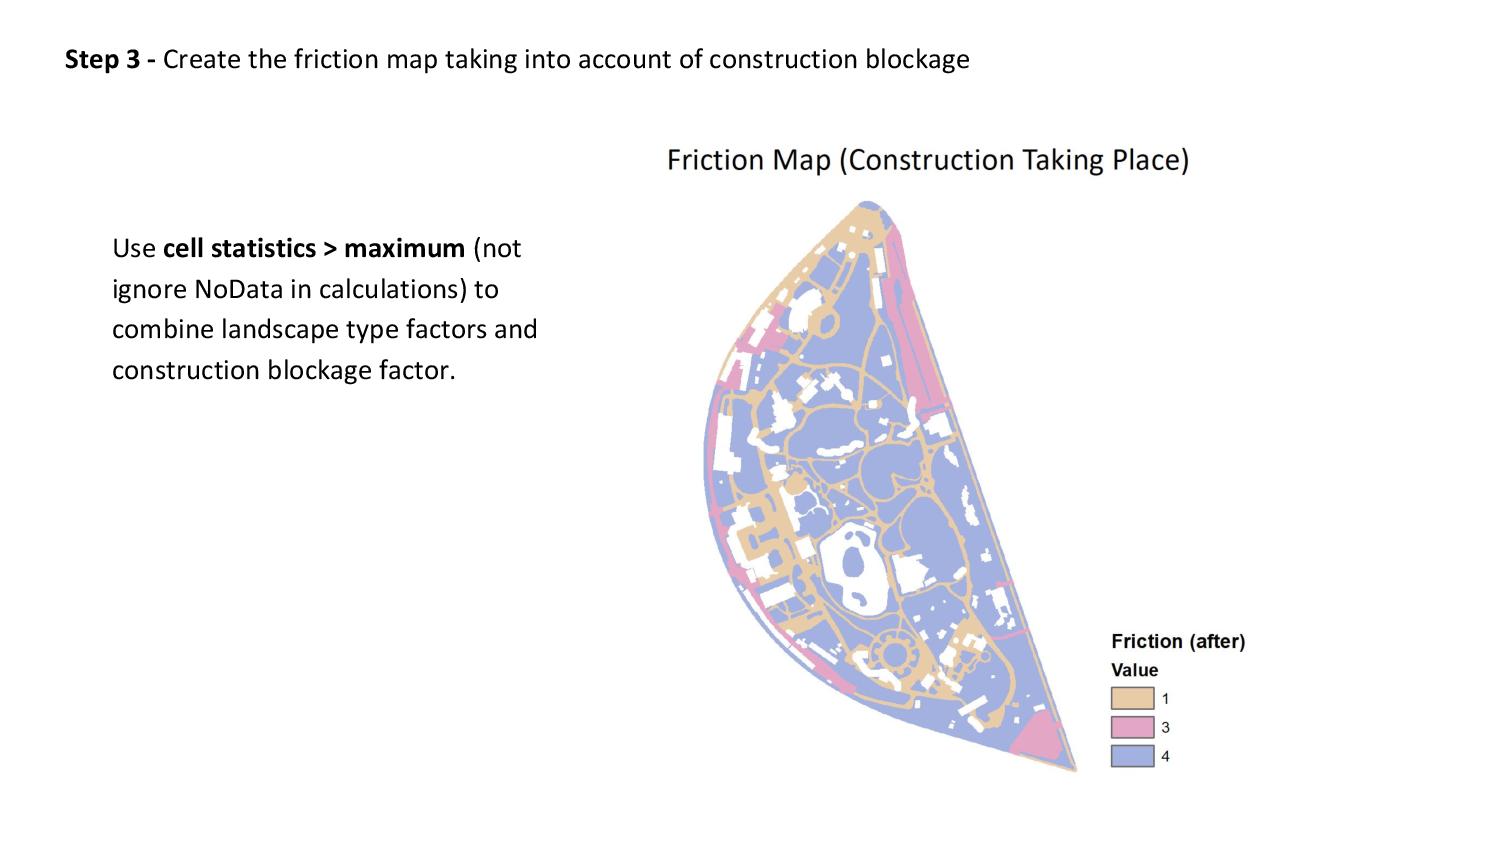 Step 3 - Create the friction map taking into account of construction blockage
Friction Map (Construction Taking Place)
Use cell statistics > maximum (not
ignore NoData in calculations) to
combine landscape type factors and
construction blockage factor.
Friction (after)
Value
1
3
4